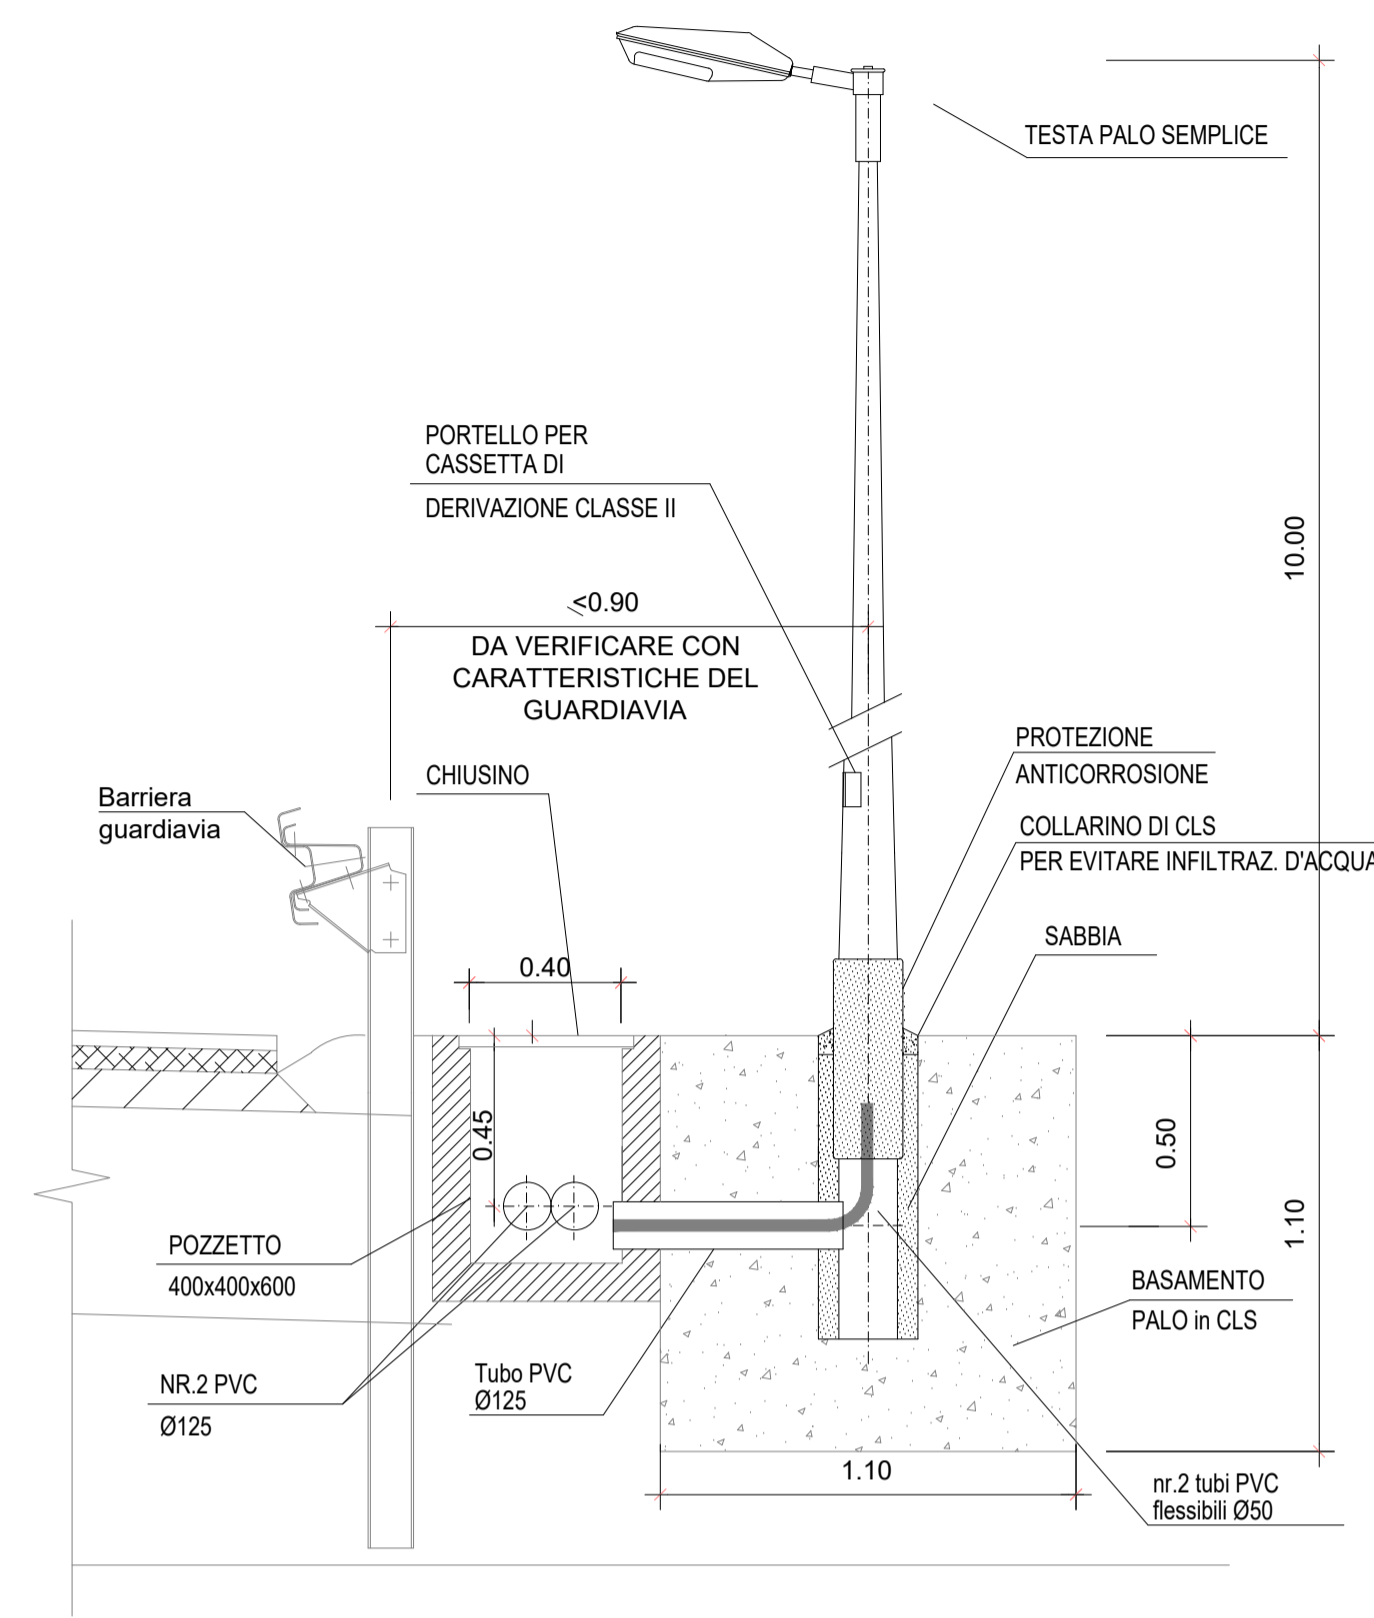 TESTA PALO SEMPLICE
PORTELLO PER
CASSETTA DI
DERIVAZIONE CLASSE II
10.00
<0.90
DA VERIFICARE CON
CARATTERISTICHE DEL
GUARDIAVIA
PROTEZIONE
ANTICORROSIONE
CHIUSINO
Barriera
guardiavia
COLLARINO DI CLS
PER EVITARE INFILTRAZ. D'ACQUA
SABBIA
0.40
0.45
0.50
1.10
POZZETTO
400x400x600
BASAMENTO
PALO in CLS
NR.2 PVC
Ø125
Tubo PVC
Ø125
1.10
nr.2 tubi PVC
flessibili Ø50